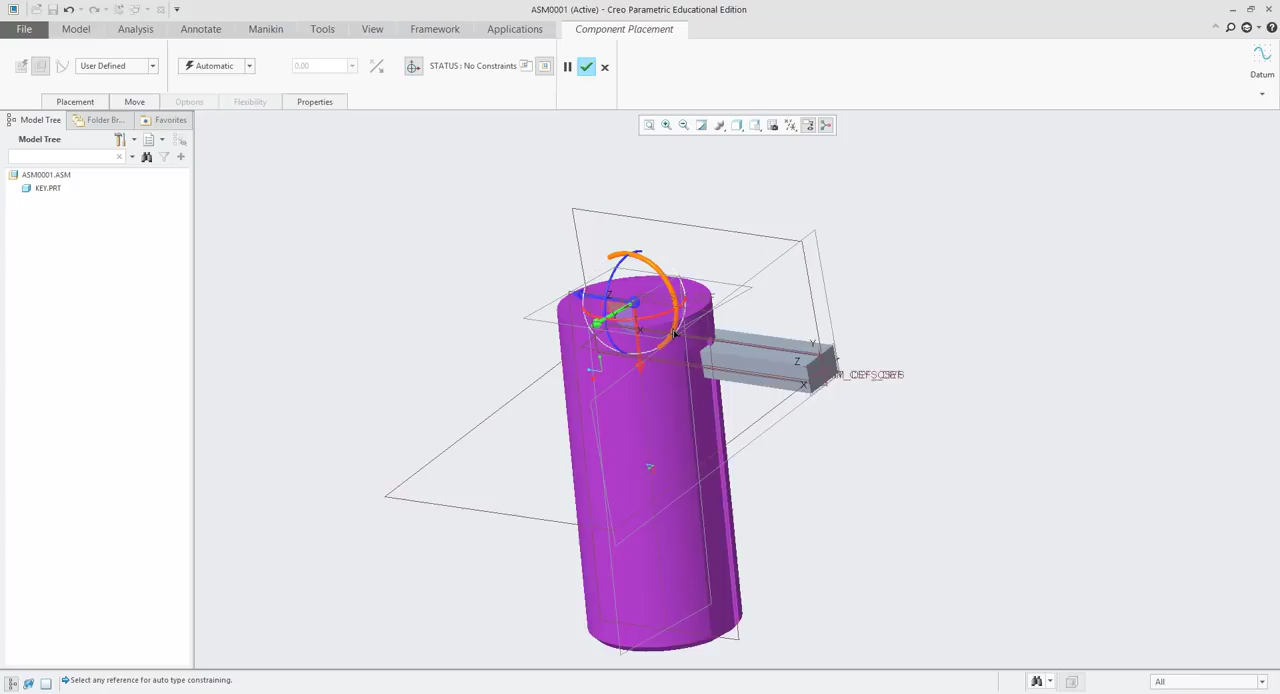 ASM0001 (Active) - Creo Parametric Educational Edition
File Model Analysis Annotate Manikin Tools View Framework Applications Component Placement
User Defined Automatic 0.00 STATUS : No Constraints Datum
Placement Move Options Flexibility Properties
Model Tree Folder Br... Favorites
Model Tree
ASM0001.ASM
KEY.PRT
Z
X
Y
Z
X
Select any reference for auto type constraining.
All